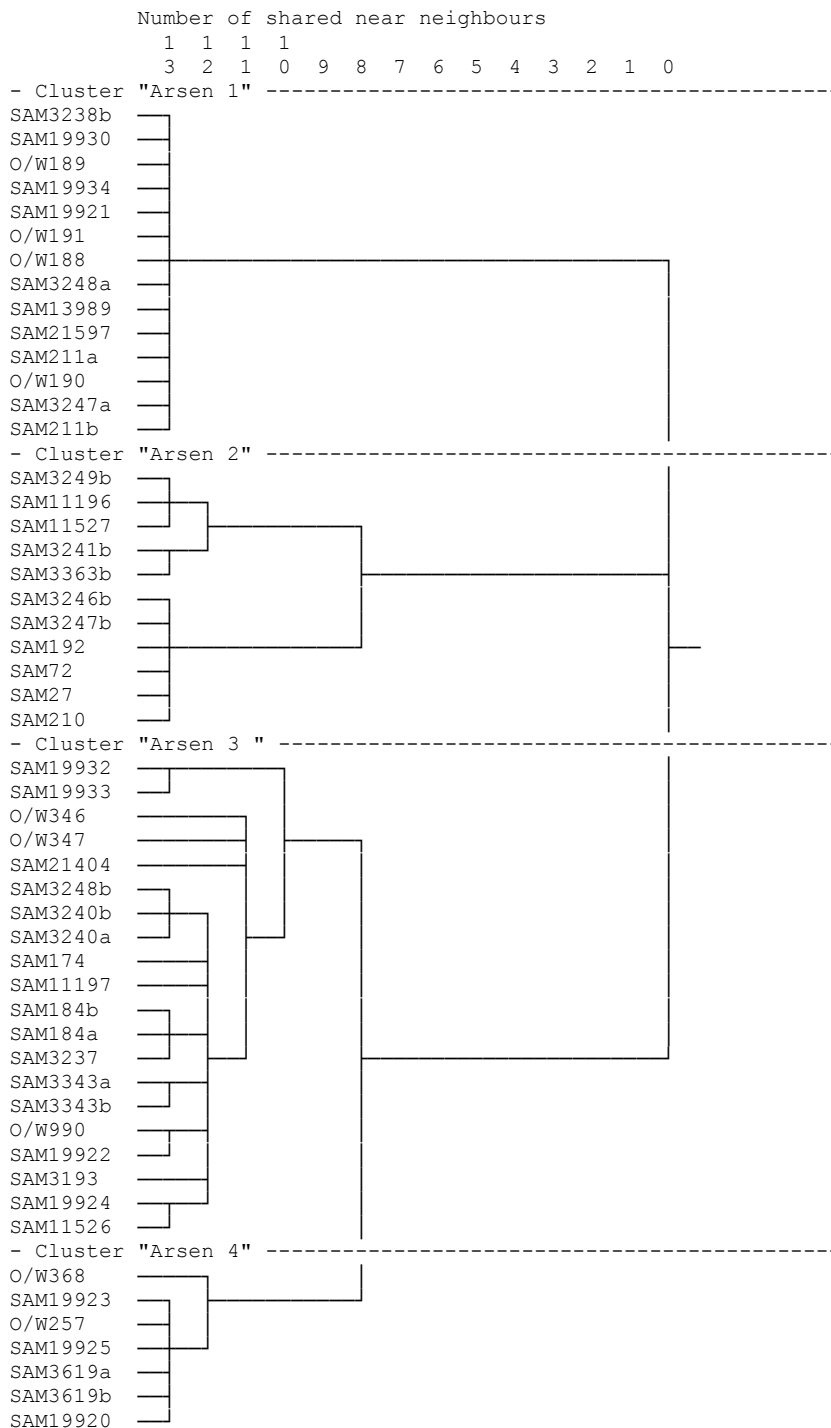 Number of shared near neighbours
1 1 1 1
3 2 1 0 9 8 7 6 5 4 3 2 1 0
- Cluster "Arsen 1" -------------------------------------------
SAM3238b
SAM19930
O/W189
SAM19934
SAM19921
O/W191
O/W188
SAM3248a
SAM13989
SAM21597
SAM211a
O/W190
SAM3247a
SAM211b
- Cluster "Arsen 2" -------------------------------------------
SAM3249b
SAM11196
SAM11527
SAM3241b
SAM3363b
SAM3246b
SAM3247b
SAM192
SAM72
SAM27
SAM210
- Cluster "Arsen 3 " ------------------------------------------
SAM19932
SAM19933
O/W346
O/W347
SAM21404
SAM3248b
SAM3240b
SAM3240a
SAM174
SAM11197
SAM184b
SAM184a
SAM3237
SAM3343a
SAM3343b
O/W990
SAM19922
SAM3193
SAM19924
SAM11526
- Cluster "Arsen 4" -------------------------------------------
O/W368
SAM19923
O/W257
SAM19925
SAM3619a
SAM3619b
SAM19920